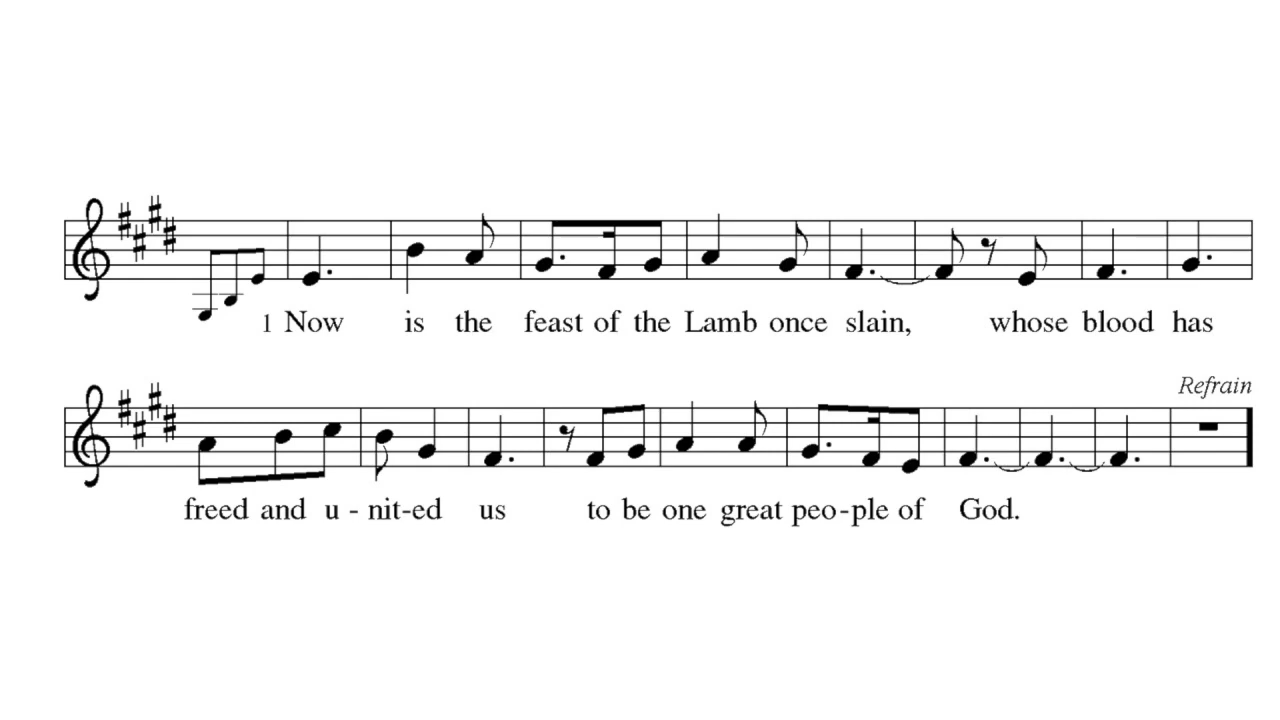 1 Now is the feast of the Lamb once slain, whose blood has
Refrain
freed and u - nit-ed us to be one great peo-ple of God.